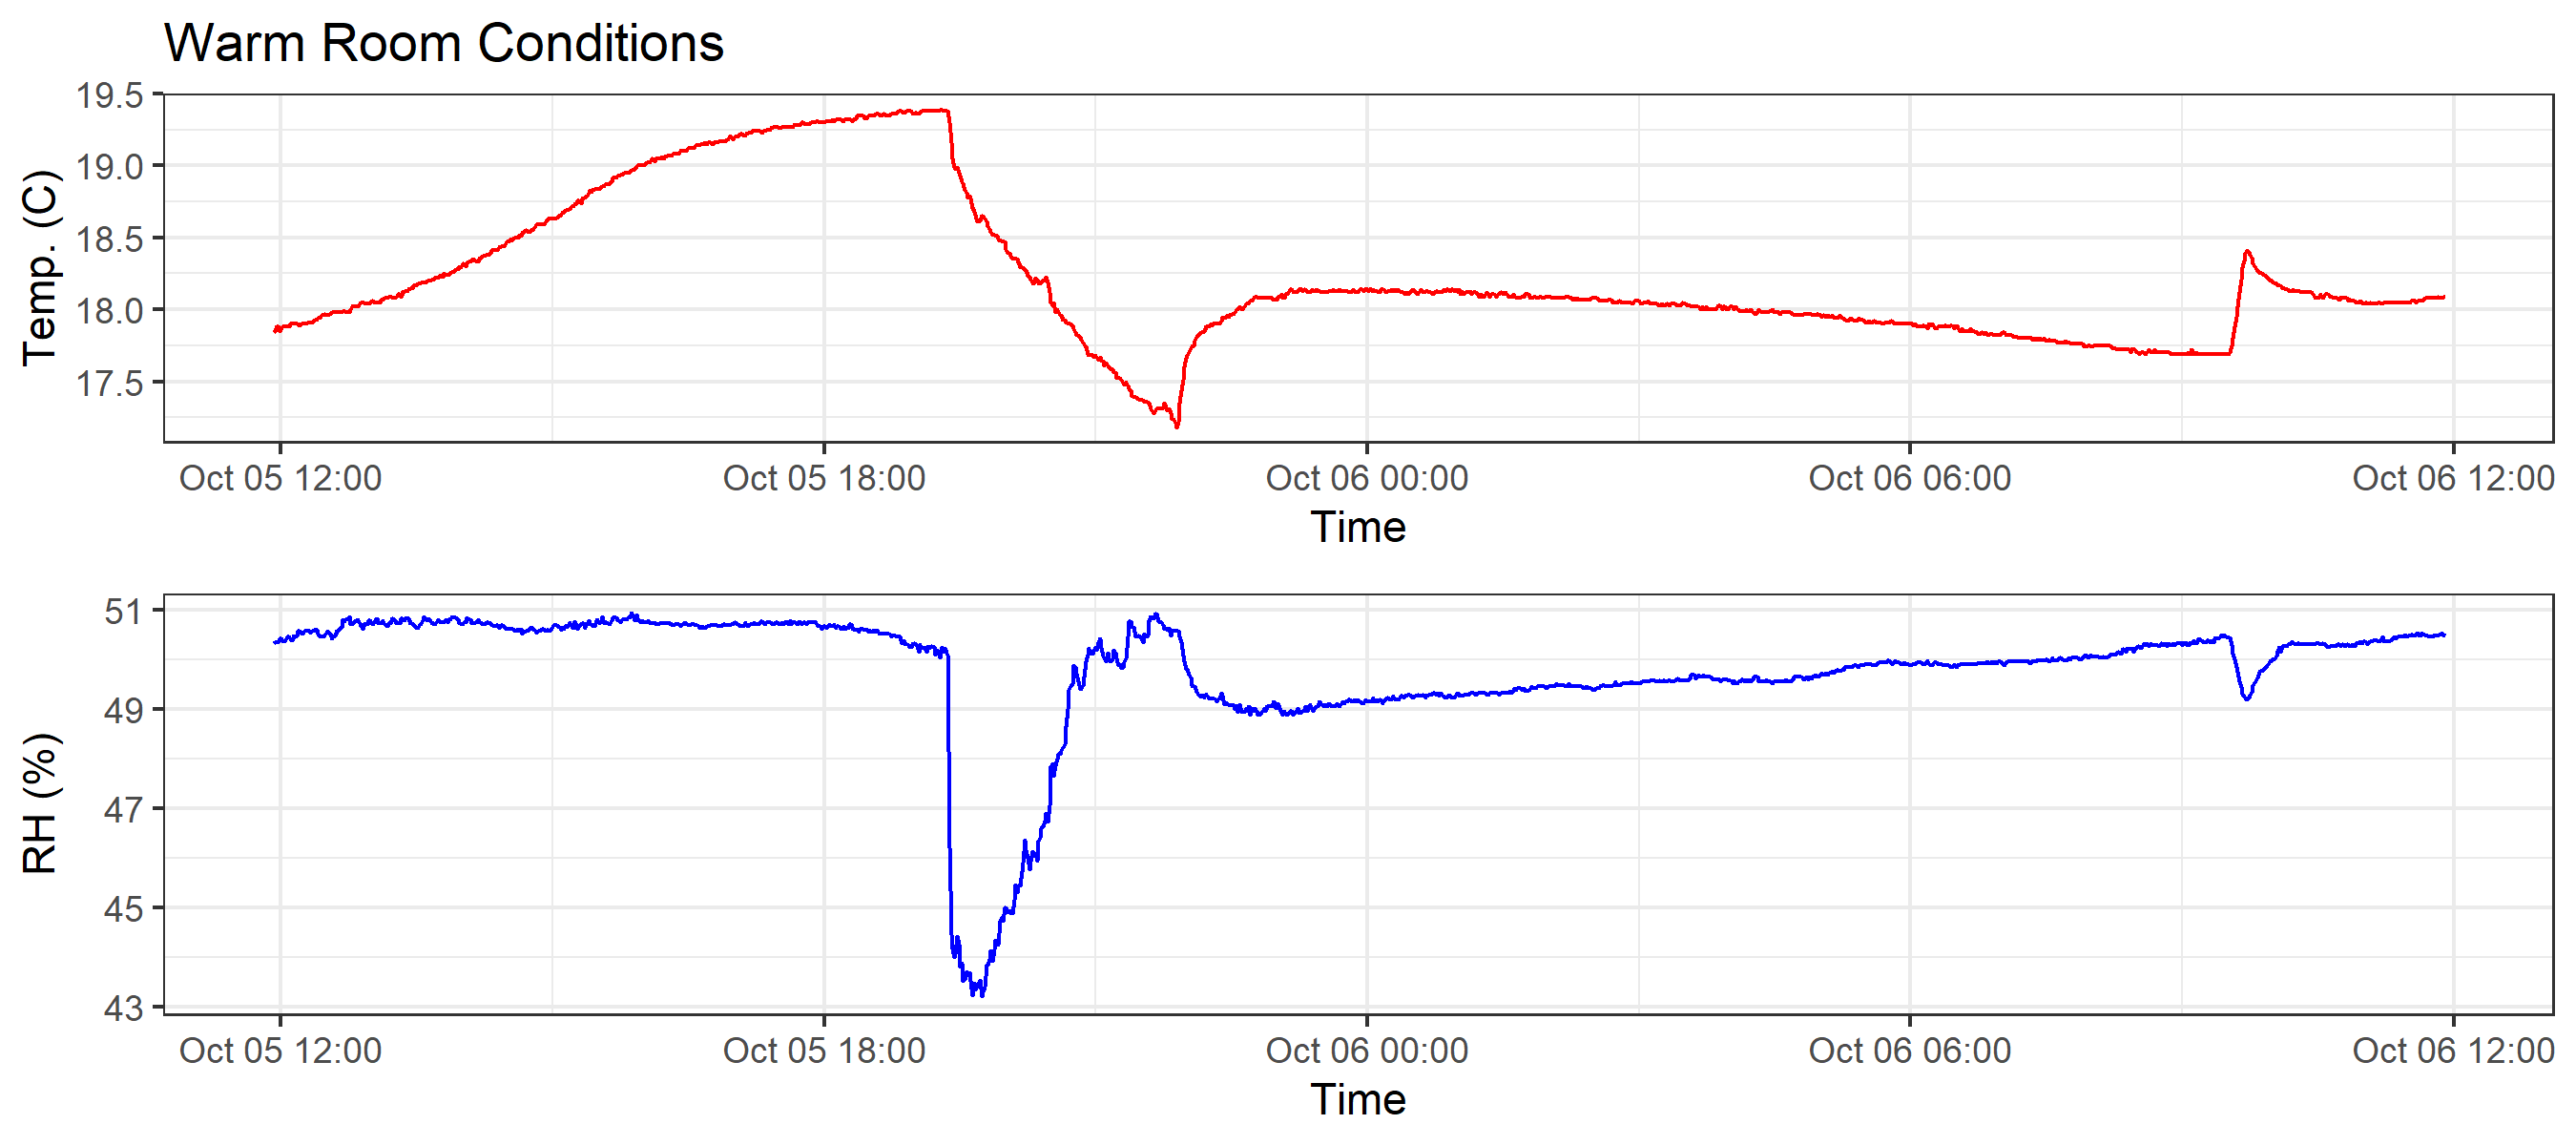 Warm Room Conditions
19.5
19.0
18.5
18.0
17.5
Temp. (C)
Oct 05 12:00 Oct 05 18:00 Oct 06 00:00 Oct 06 06:00 Oct 06 12:00
Time
51
49
47
45
43
RH (%)
Oct 05 12:00 Oct 05 18:00 Oct 06 00:00 Oct 06 06:00 Oct 06 12:00
Time